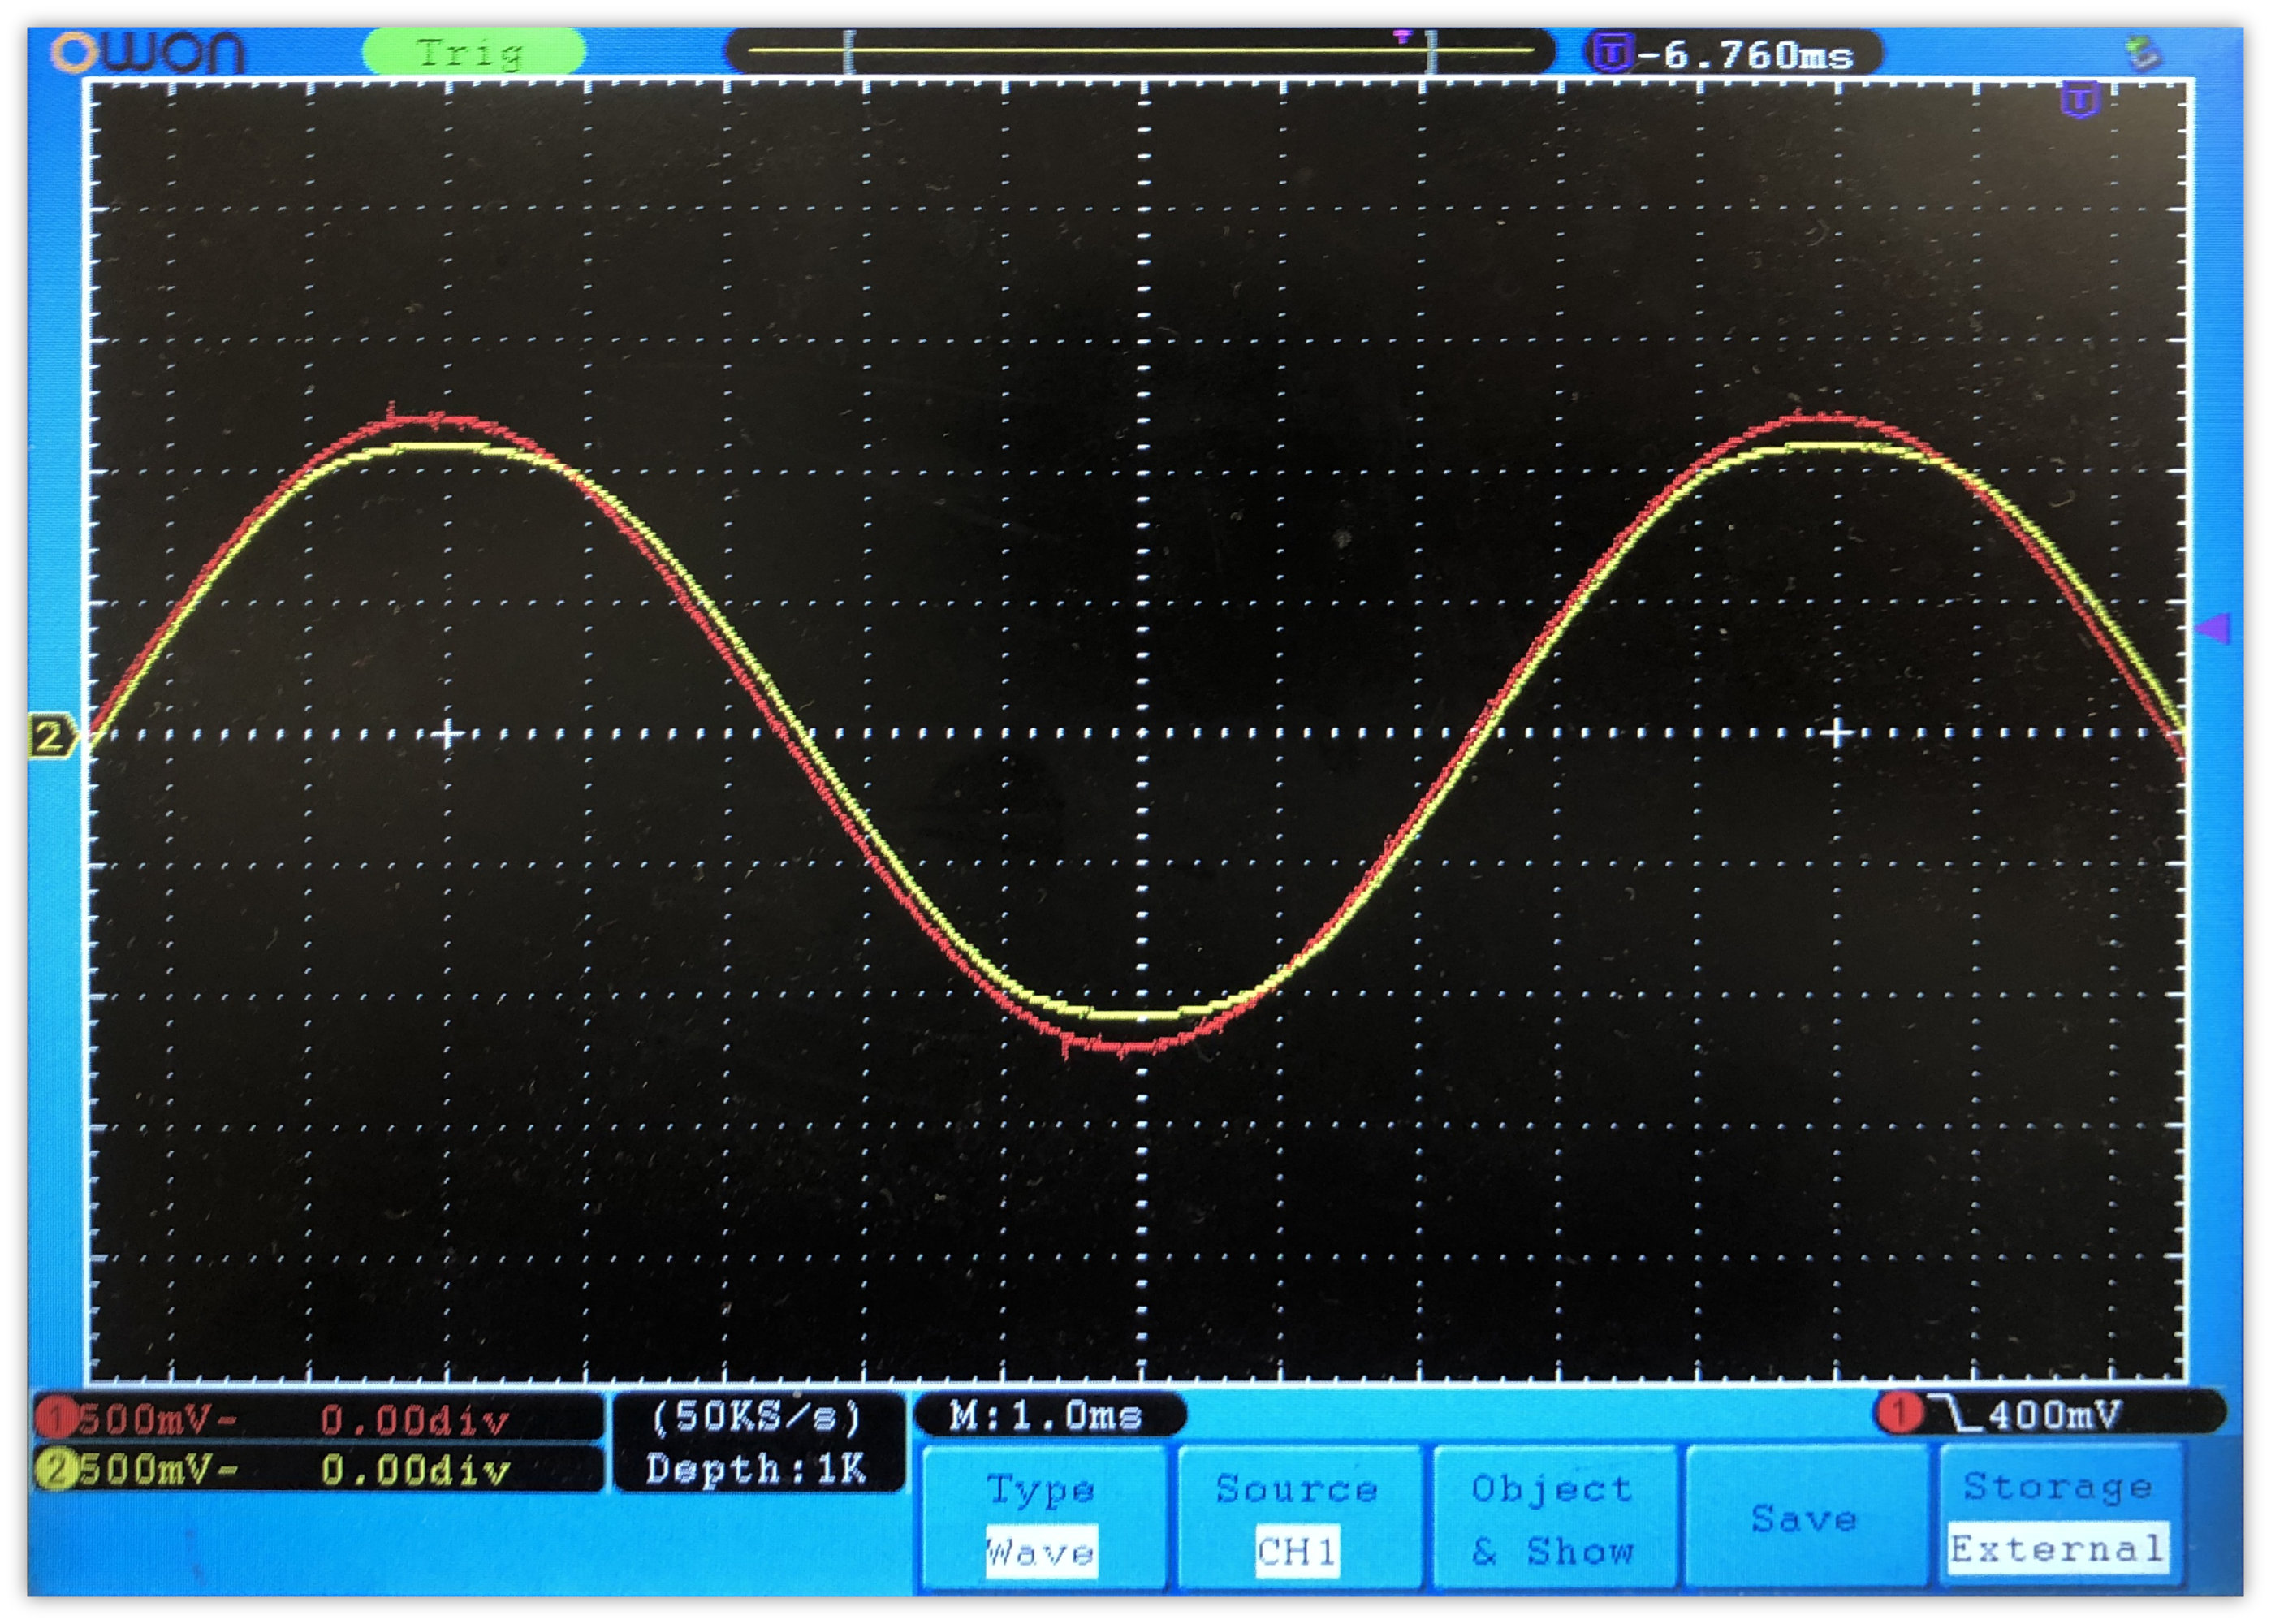 owon Trig T -6.760ms
T
2
1 500mV- 0.00div (50KS/s) M:1.0ms 1 400mV
2 500mV- 0.00div Depth:1K
Type Source Object Save Storage
Wave CH1 & Show External